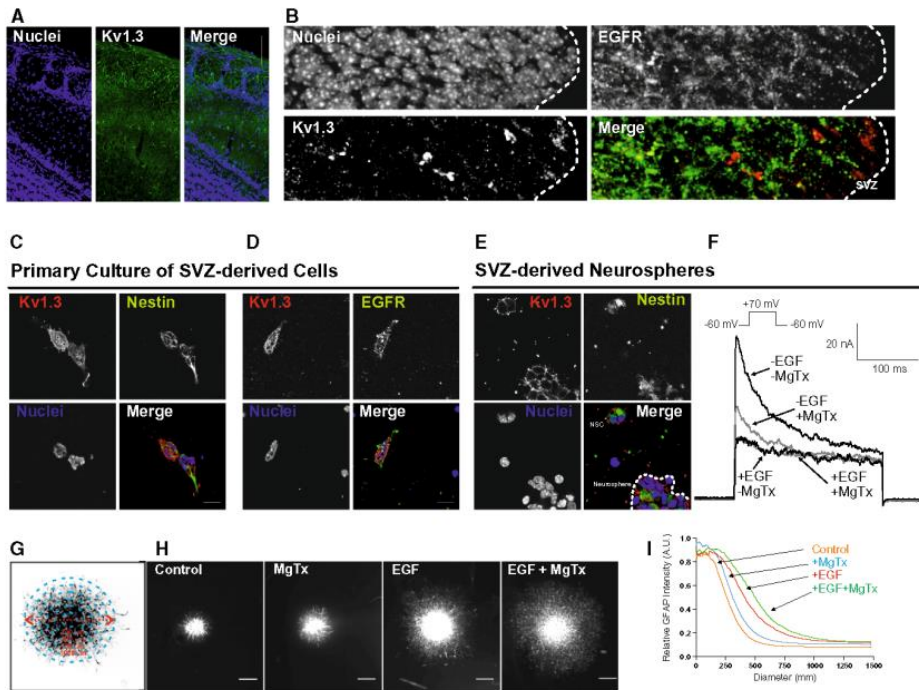 A
Nuclei
Kv1.3
Merge
B
Nuclei
EGFR
Kv1.3
Merge
SVZ
C
D
Primary Culture of SVZ-derived Cells
Kv1.3
Nestin
Nuclei
Merge
Kv1.3
EGFR
Nuclei
Merge
E
SVZ-derived Neurospheres
Kv1.3
Nestin
Nuclei
Merge
NSC
Neurosphere
F
+70 mV
-60 mV
-60 mV
20 nA
100 ms
-EGF
-MgTx
-EGF
+MgTx
+EGF
-MgTx
+EGF
+MgTx
G
H
Control
MgTx
EGF
EGF + MgTx
I
Relative GFAP Intensity (A.U.)
1.0
0.8
0.6
0.4
0.2
0.0
Control
+MgTx
+EGF
+EGF+MgTx
0
250
500
750
1000
1250
1500
Diameter (mm)